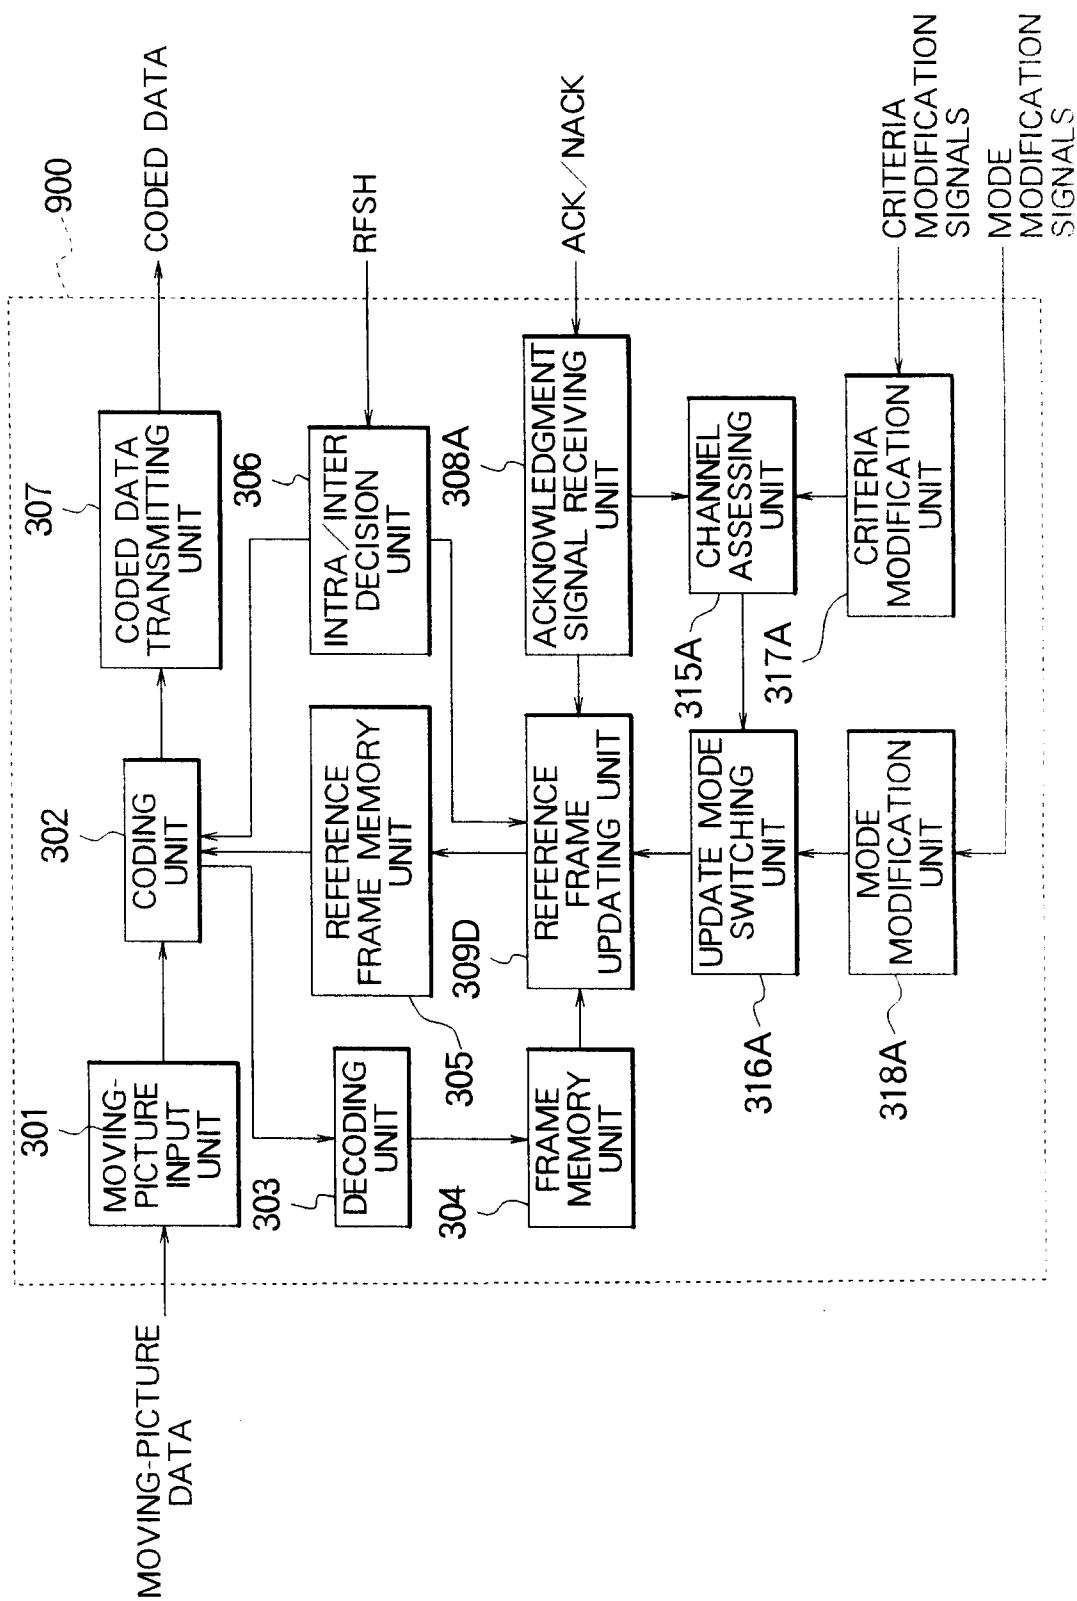 900
MOVING-PICTURE
DATA
301
MOVING-
PICTURE
INPUT
UNIT
302
CODING
UNIT
307
CODED DATA
TRANSMITTING
UNIT
CODED DATA
303
DECODING
UNIT
305
REFERENCE
FRAME MEMORY
UNIT
306
INTRA/INTER
DECISION
UNIT
RFSH
304
FRAME
MEMORY
UNIT
309D
REFERENCE
FRAME
UPDATING UNIT
308A
ACKNOWLEDGMENT
SIGNAL RECEIVING
UNIT
ACK/NACK
316A
UPDATE MODE
SWITCHING
UNIT
315A
CHANNEL
ASSESSING
UNIT
318A
MODE
MODIFICATION
UNIT
317A
CRITERIA
MODIFICATION
UNIT
CRITERIA
MODIFICATION
SIGNALS
MODE
MODIFICATION
SIGNALS